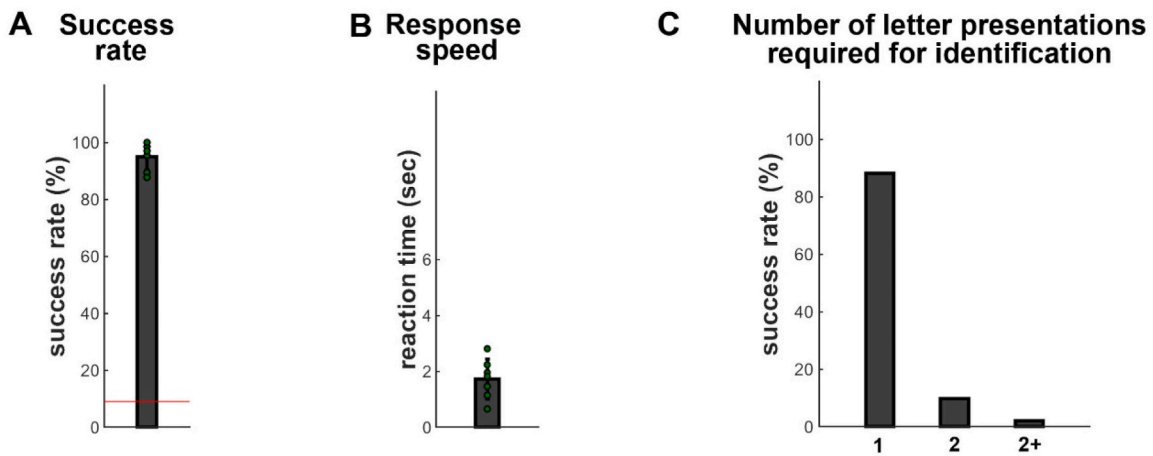 A
Success
rate
success rate (%)
100
80
60
40
20
0
B
Response
speed
reaction time (sec)
6
4
2
0
C
Number of letter presentations
required for identification
success rate (%)
100
80
60
40
20
0
1 2 2+